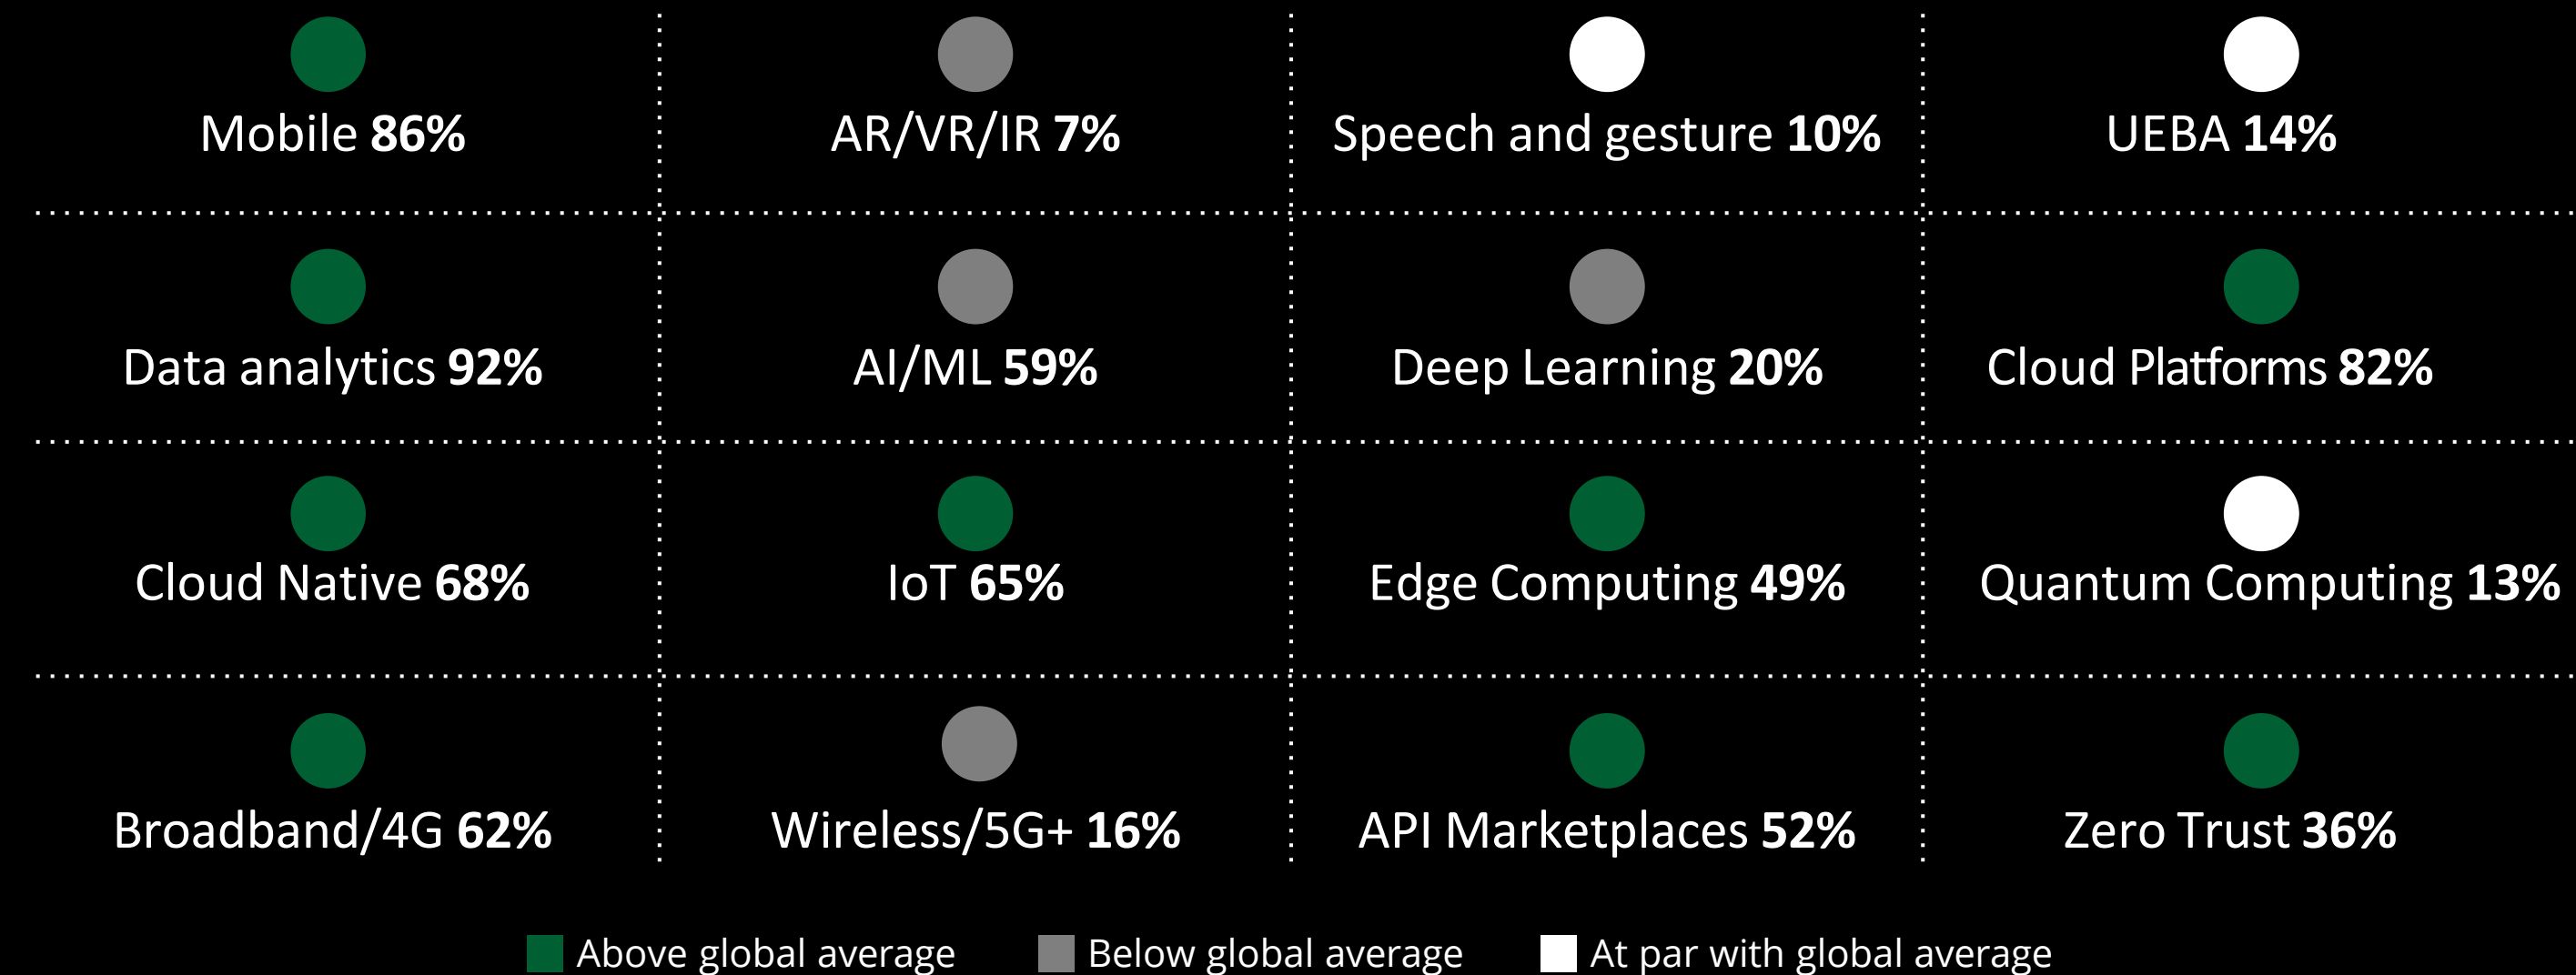 Mobile 86%
AR/VR/IR 7%
Speech and gesture 10%
UEBA 14%
Data analytics 92%
AI/ML 59%
Deep Learning 20%
Cloud Platforms 82%
Cloud Native 68%
IoT 65%
Edge Computing 49%
Quantum Computing 13%
Broadband/4G 62%
Wireless/5G+ 16%
API Marketplaces 52%
Zero Trust 36%
Above global average
Below global average
At par with global average